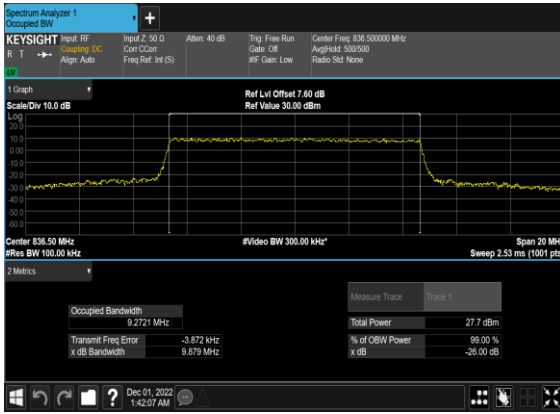 Spectrum Analyzer 1
Occupied BW
+
KEYSIGHT Input: RF Input Z: 50 Ω Atten: 40 dB Trig: Free Run Center Freq: 836.500000 MHz
R T Coupling: DC Corr CCorr Gate: Off Avg|Hold: 500/500
Align: Auto Freq Ref: Int (S) #IF Gain: Low Radio Std: None
1 Graph
Ref Lvl Offset 7.60 dB
Scale/Div 10.0 dB Ref Value 30.00 dBm
Log
20.0
10.0
0.00
-10.0
-20.0
-30.0
-40.0
-50.0
-60.0
Center 836.50 MHz #Video BW 300.00 kHz* Span 20 MH
#Res BW 100.00 kHz Sweep 2.53 ms (1001 pts
2 Metrics
Measure Trace Trace 1
Occupied Bandwidth
9.2721 MHz Total Power 27.7 dBm
Transmit Freq Error -3.872 kHz % of OBW Power 99.00 %
x dB Bandwidth 9.879 MHz x dB -26.00 dB
? Dec 01, 2022
1:42:07 AM